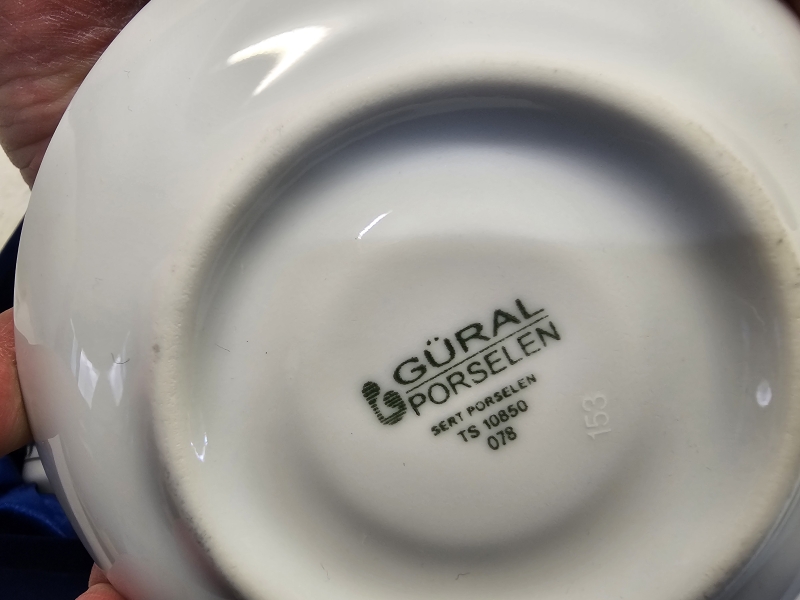 GÜRAL
PORSELEN
SERT PORSELEN
TS 10850
078
153